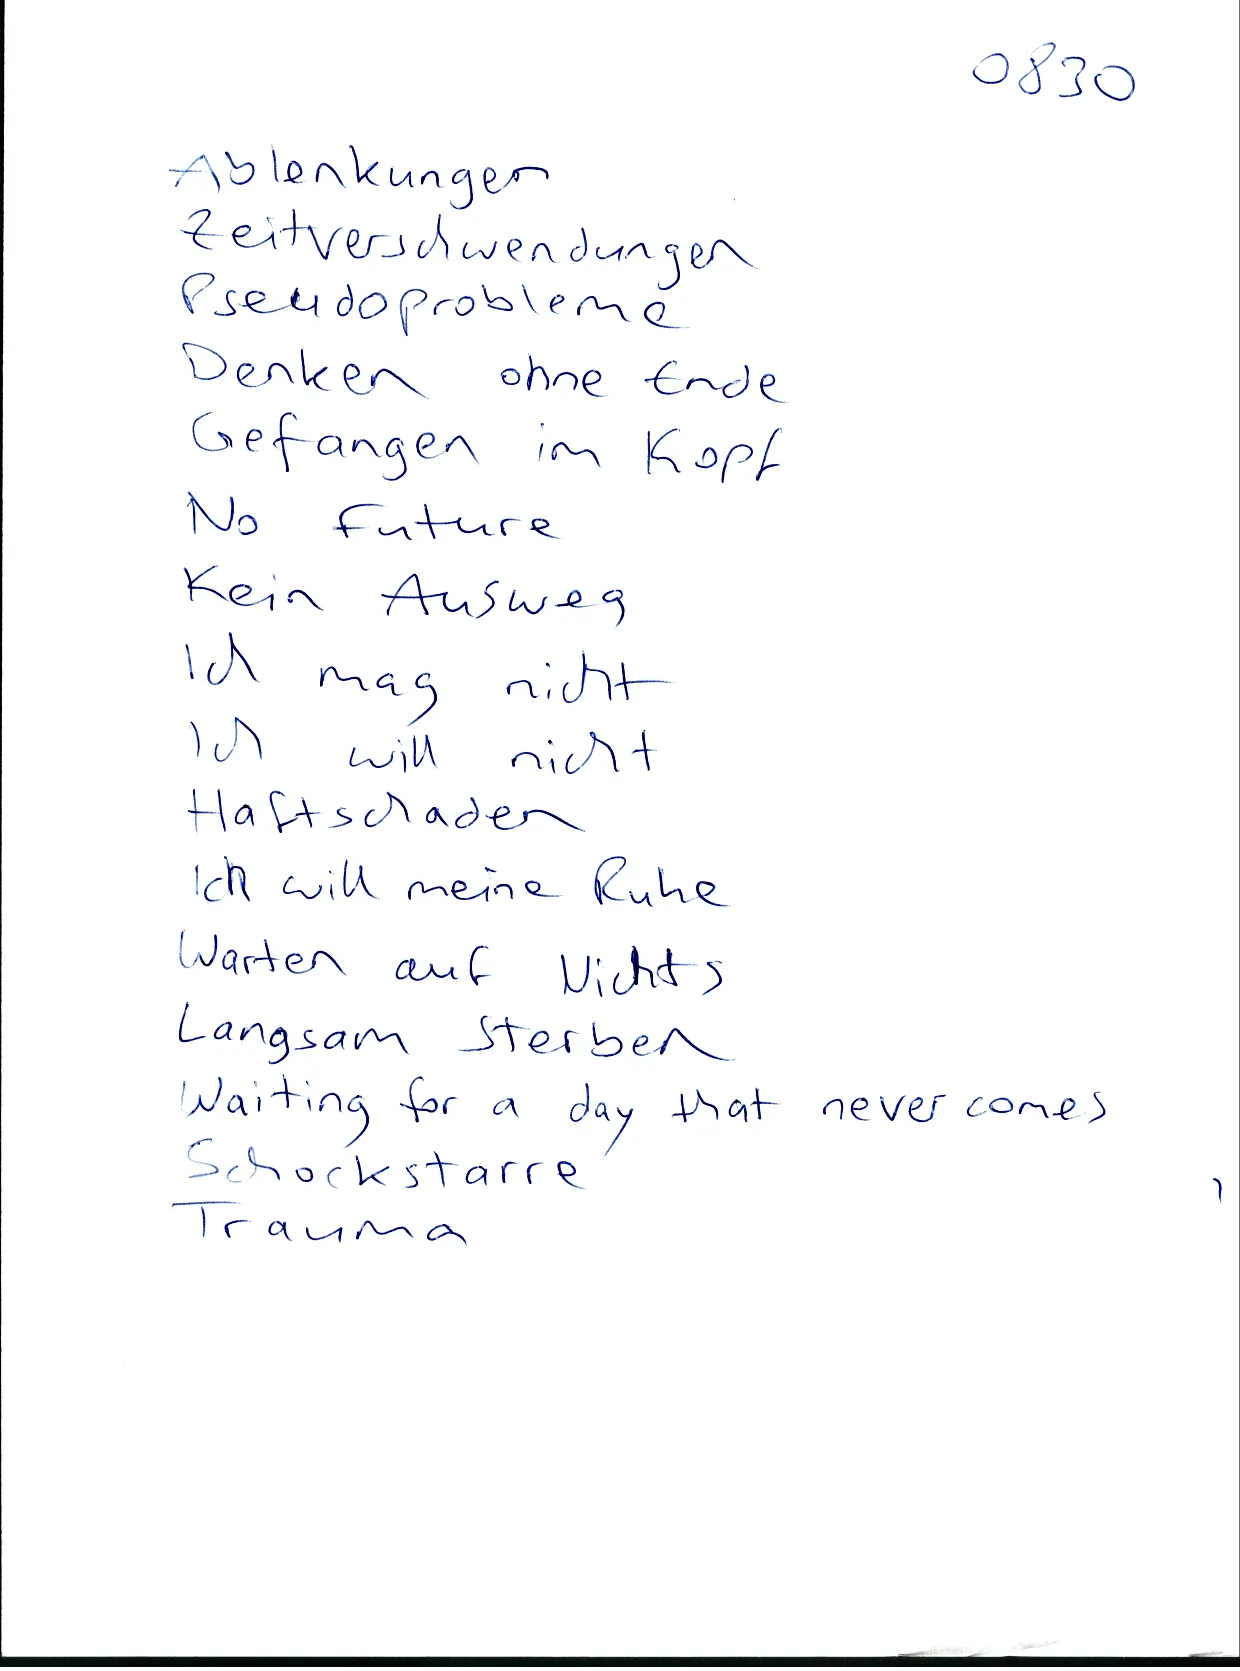 0830
Ablenkungen
Zeitverschwendungen
Pseudoprobleme
Denken ohne Ende
Gefangen im Kopf
No Future
Kein Ausweg
Ich mag nicht
Ich will nicht
Haftschaden
Ich will meine Ruhe
Warten auf Nichts
Langsam sterben
Waiting for a day that never comes
Schockstarre
Trauma